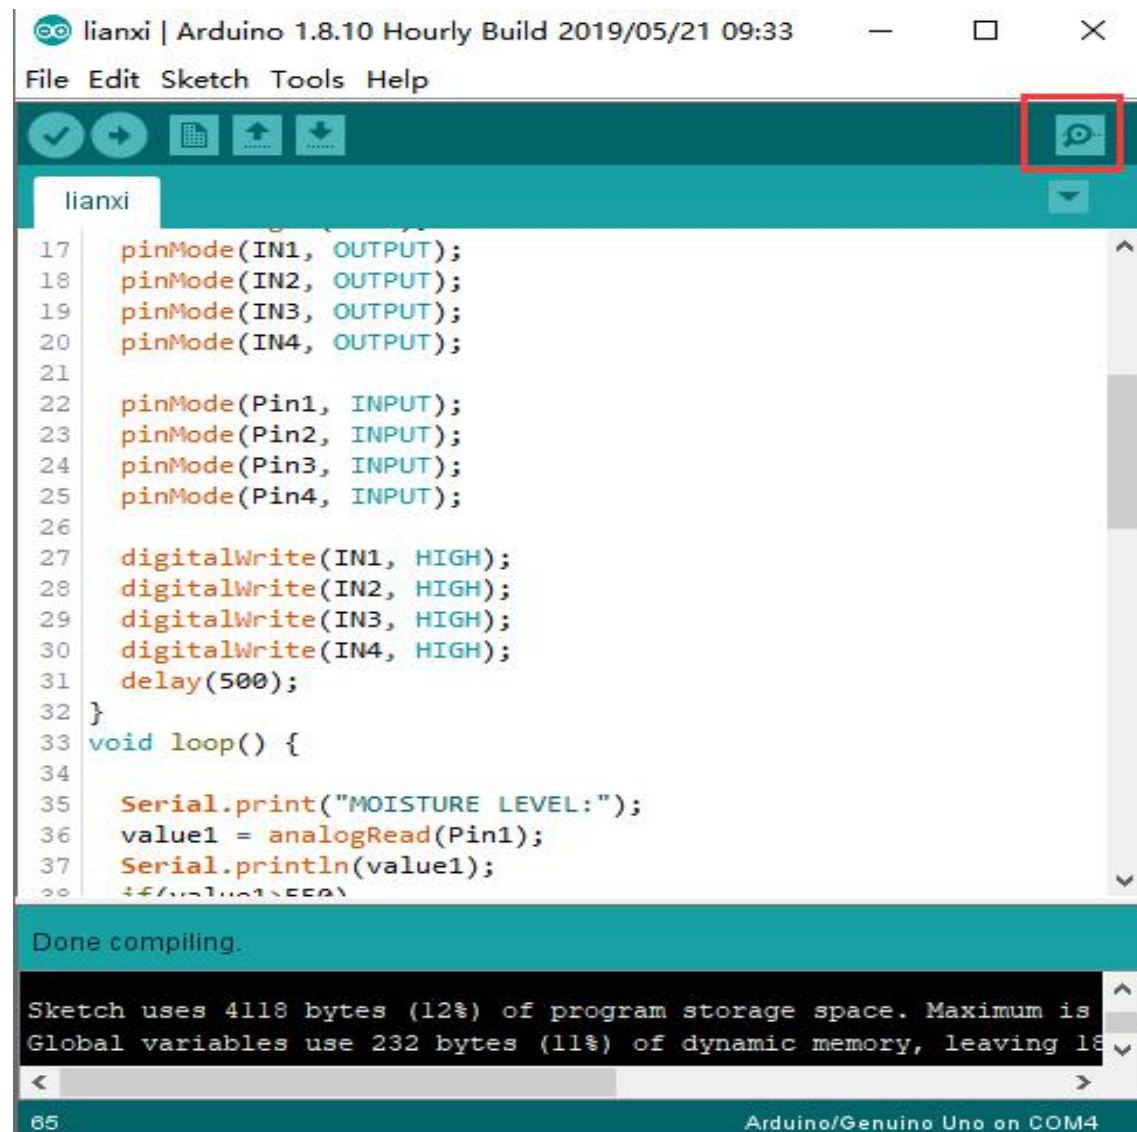 lianxi | Arduino 1.8.10 Hourly Build 2019/05/21 09:33
File Edit Sketch Tools Help
lianxi
17 pinMode(IN1, OUTPUT);
18 pinMode(IN2, OUTPUT);
19 pinMode(IN3, OUTPUT);
20 pinMode(IN4, OUTPUT);
21
22 pinMode(Pin1, INPUT);
23 pinMode(Pin2, INPUT);
24 pinMode(Pin3, INPUT);
25 pinMode(Pin4, INPUT);
26
27 digitalWrite(IN1, HIGH);
28 digitalWrite(IN2, HIGH);
29 digitalWrite(IN3, HIGH);
30 digitalWrite(IN4, HIGH);
31 delay(500);
32 }
33 void loop() {
34
35 Serial.print("MOISTURE LEVEL:");
36 value1 = analogRead(Pin1);
37 Serial.println(value1);
38 if(value1>550)
Done compiling.
Sketch uses 4118 bytes (12%) of program storage space. Maximum is
Global variables use 232 bytes (11%) of dynamic memory, leaving 18
65
Arduino/Genuino Uno on COM4